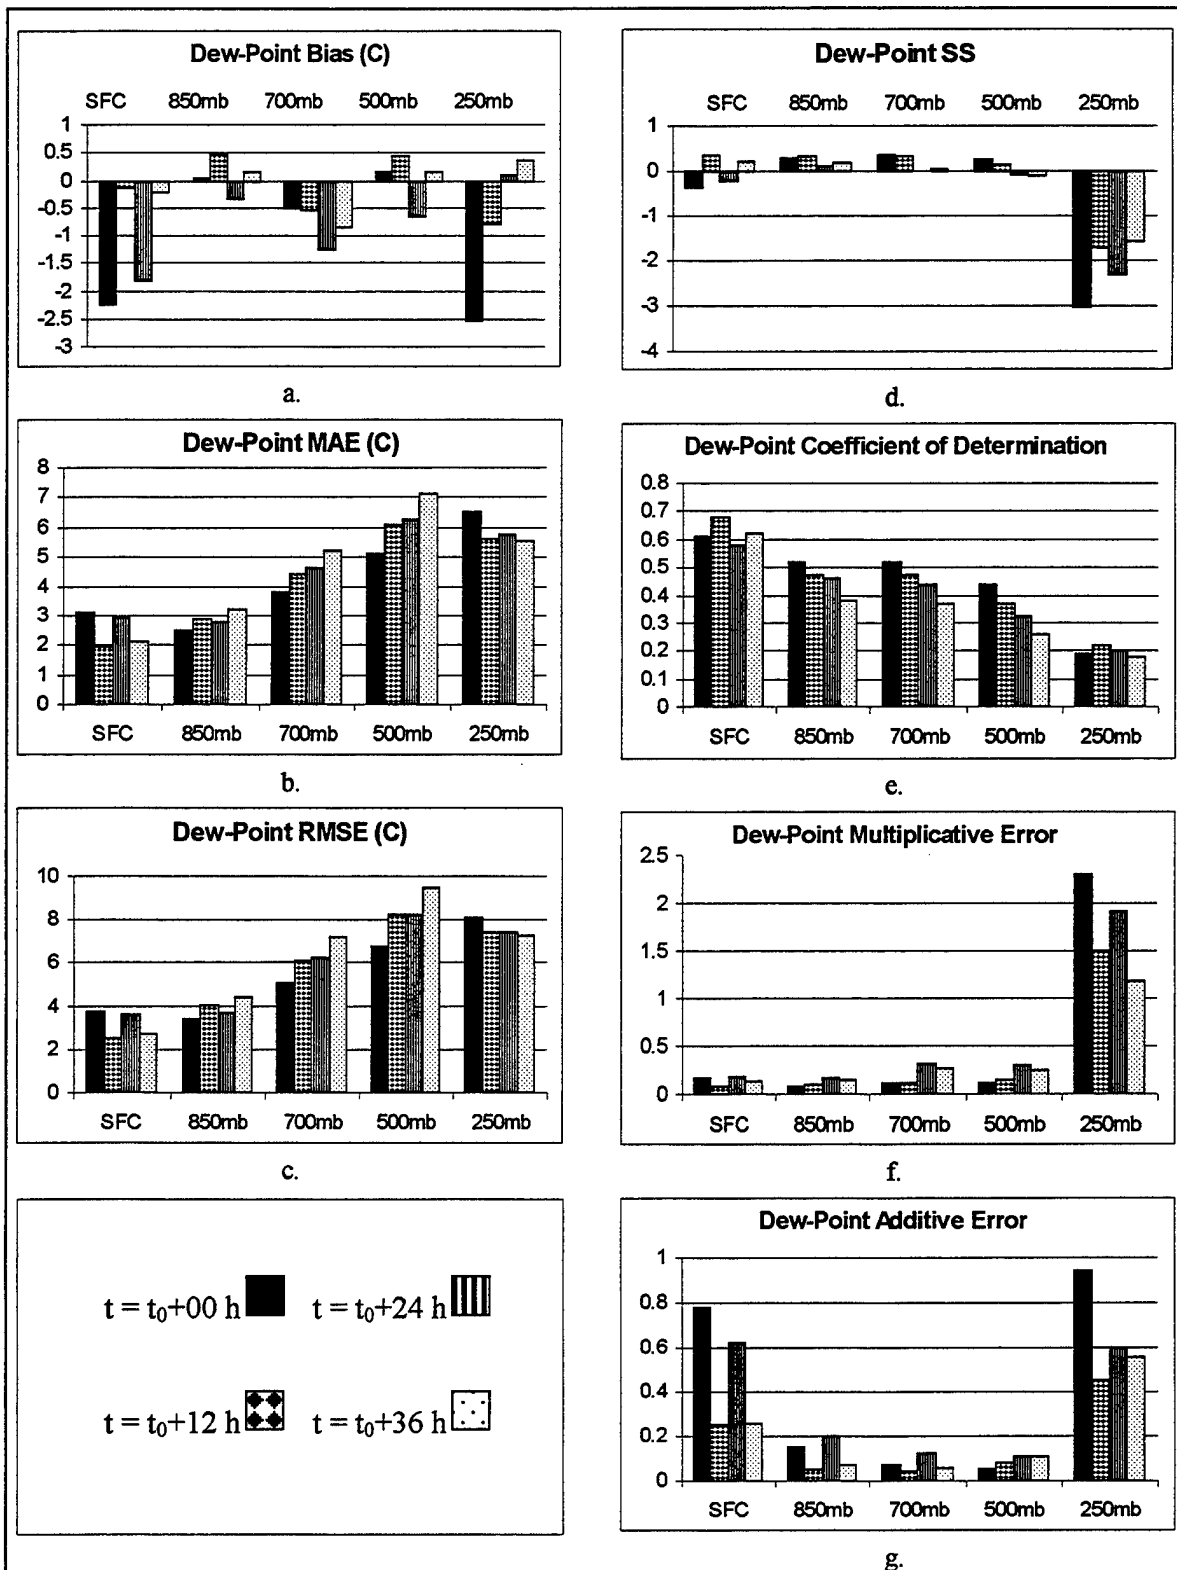 Dew-Point Bias (C)
SFC 850mb 700mb 500mb 250mb
1
0.5
0
-0.5
-1
-1.5
-2
-2.5
-3
a.
Dew-Point MAE (C)
8
7
6
5
4
3
2
1
0
SFC 850mb 700mb 500mb 250mb
b.
Dew-Point RMSE (C)
10
8
6
4
2
0
SFC 850mb 700mb 500mb 250mb
c.
t = t₀+00 h t = t₀+24 h
t = t₀+12 h t = t₀+36 h
Dew-Point SS
SFC 850mb 700mb 500mb 250mb
1
0
-1
-2
-3
-4
d.
Dew-Point Coefficient of Determination
0.8
0.7
0.6
0.5
0.4
0.3
0.2
0.1
0
SFC 850mb 700mb 500mb 250mb
e.
Dew-Point Multiplicative Error
2.5
2
1.5
1
0.5
0
SFC 850mb 700mb 500mb 250mb
f.
Dew-Point Additive Error
1
0.8
0.6
0.4
0.2
0
SFC 850mb 700mb 500mb 250mb
g.